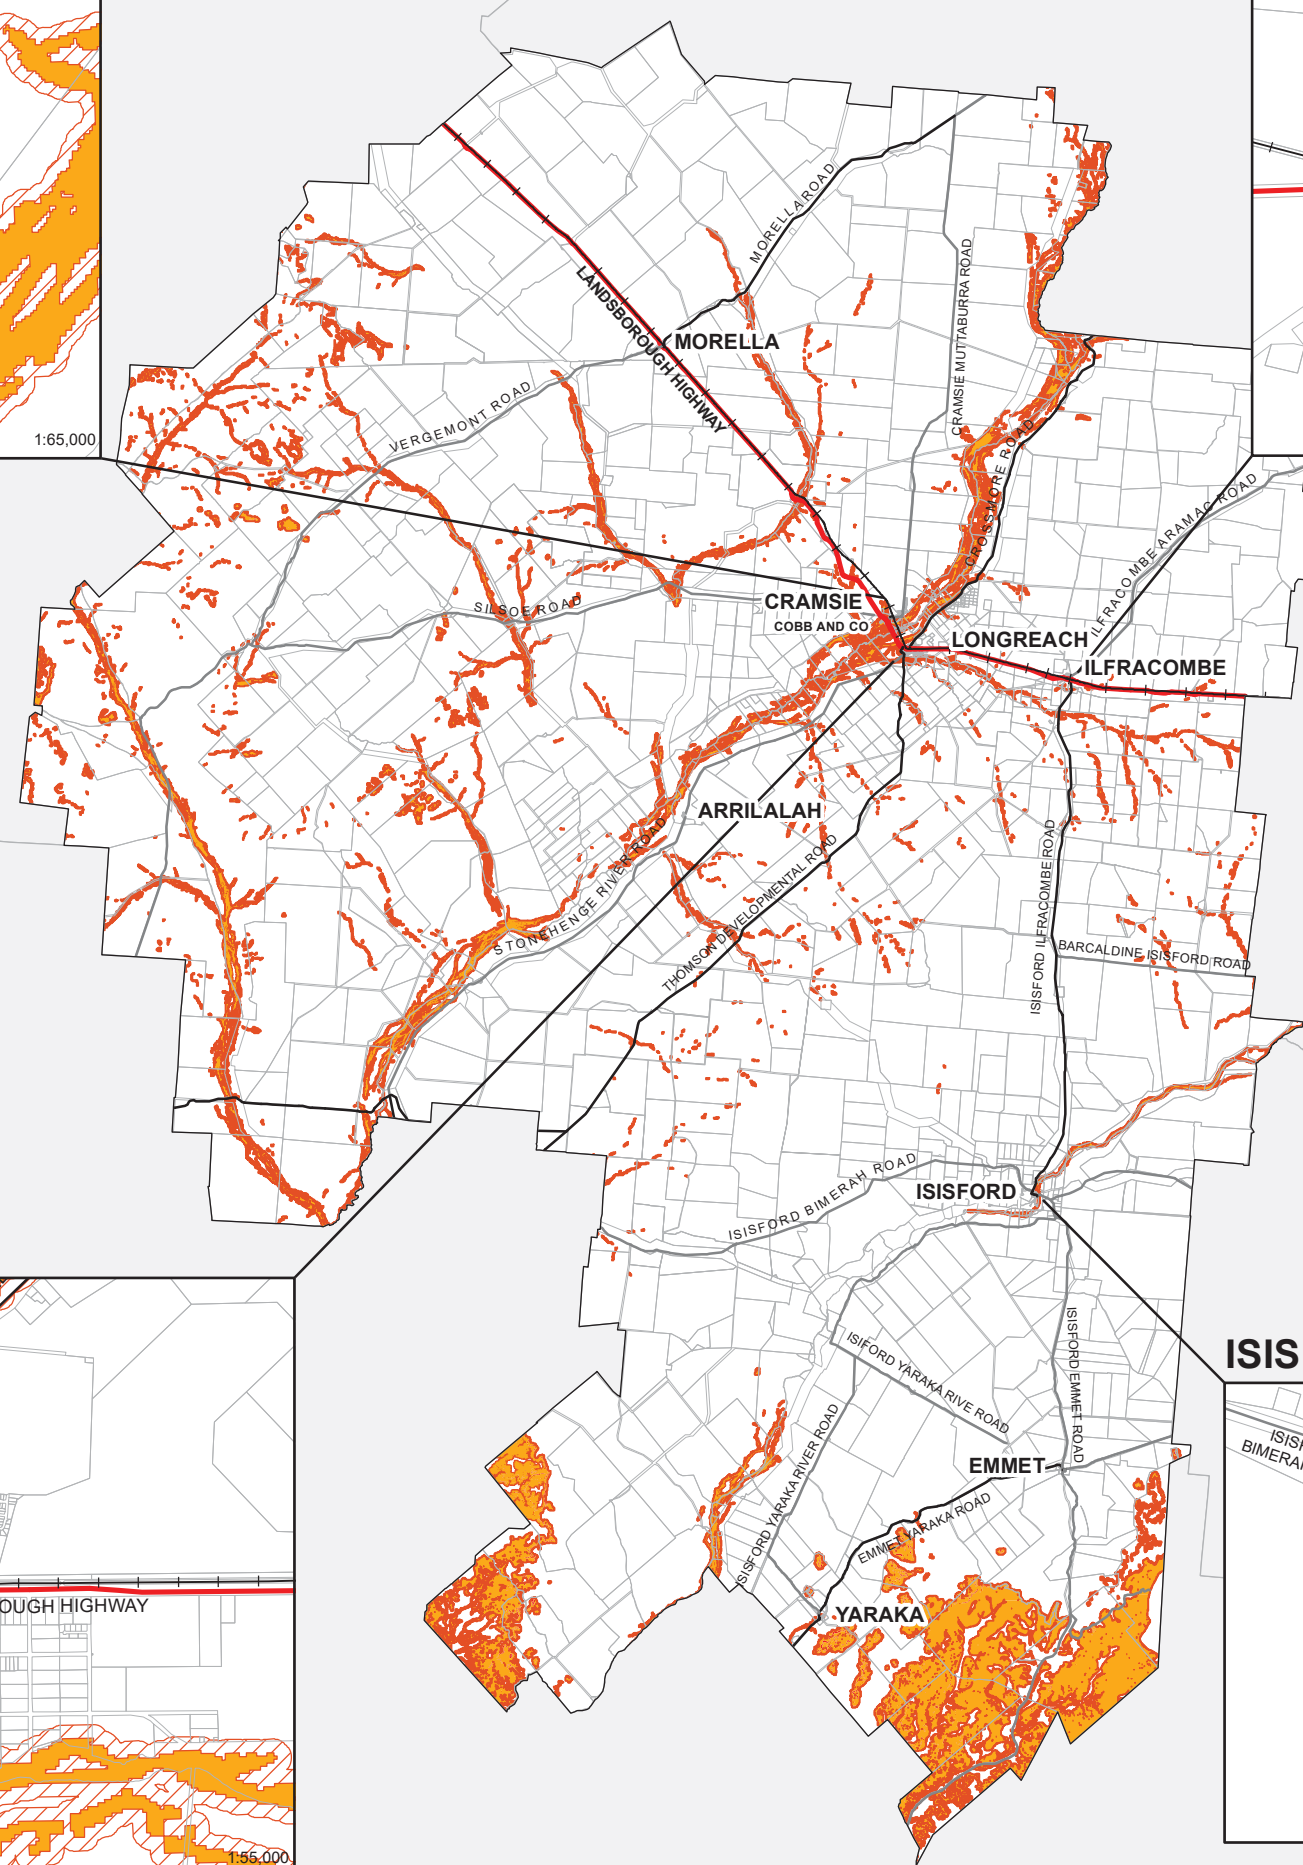 1:65,000
MORELLA ROAD
LANDSBOROUGH HIGHWAY
MORELLA
CRAMSIE MUTTABURRA ROAD
VERGEMONT ROAD
CROSSMORE ROAD
ILFRACOMBE ARAMAC ROAD
SILSOE ROAD
CRAMSIE
COBB AND CO
LONGREACH
ILFRACOMBE
ARRILALAH
STONEHENGE RIVER ROAD
THOMSON DEVELOPMENTAL ROAD
ISISFORD ILFRACOMBE ROAD
BARCALDINE ISISFORD ROAD
ISISFORD BIMERAH ROAD
ISISFORD
ISISFORD EMMET ROAD
ISIFORD YARAKA RIVE ROAD
ISISFORD YARAKA RIVER ROAD
EMMET
EMMET YARAKA ROAD
YARAKA
ISIS
ISISF
BIMERAH
OUGH HIGHWAY
1:55,000